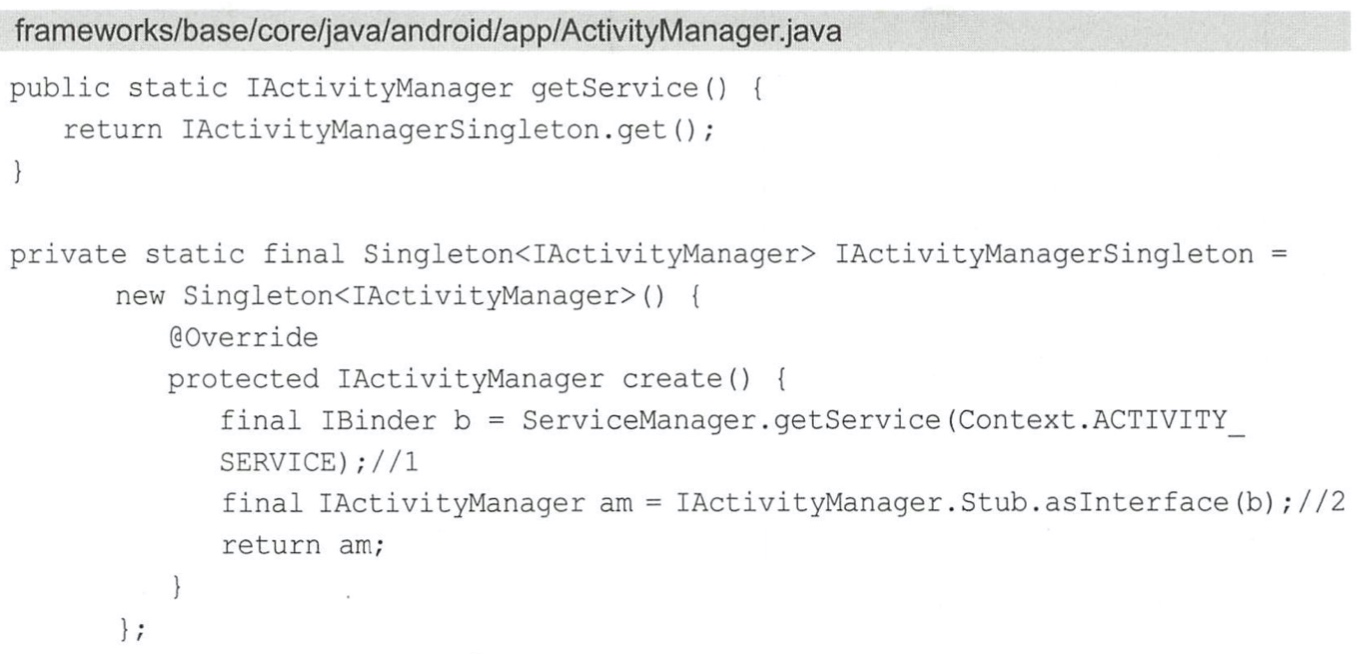 frameworks/base/core/java/android/app/ActivityManager.java
public static IActivityManager getService() {
return IActivityManagerSingleton.get();
}
private static final Singleton<IActivityManager> IActivityManagerSingleton =
new Singleton<IActivityManager>() {
@Override
protected IActivityManager create() {
final IBinder b = ServiceManager.getService(Context.ACTIVITY_
SERVICE);//1
final IActivityManager am = IActivityManager.Stub.asInterface(b);//2
return am;
}
};